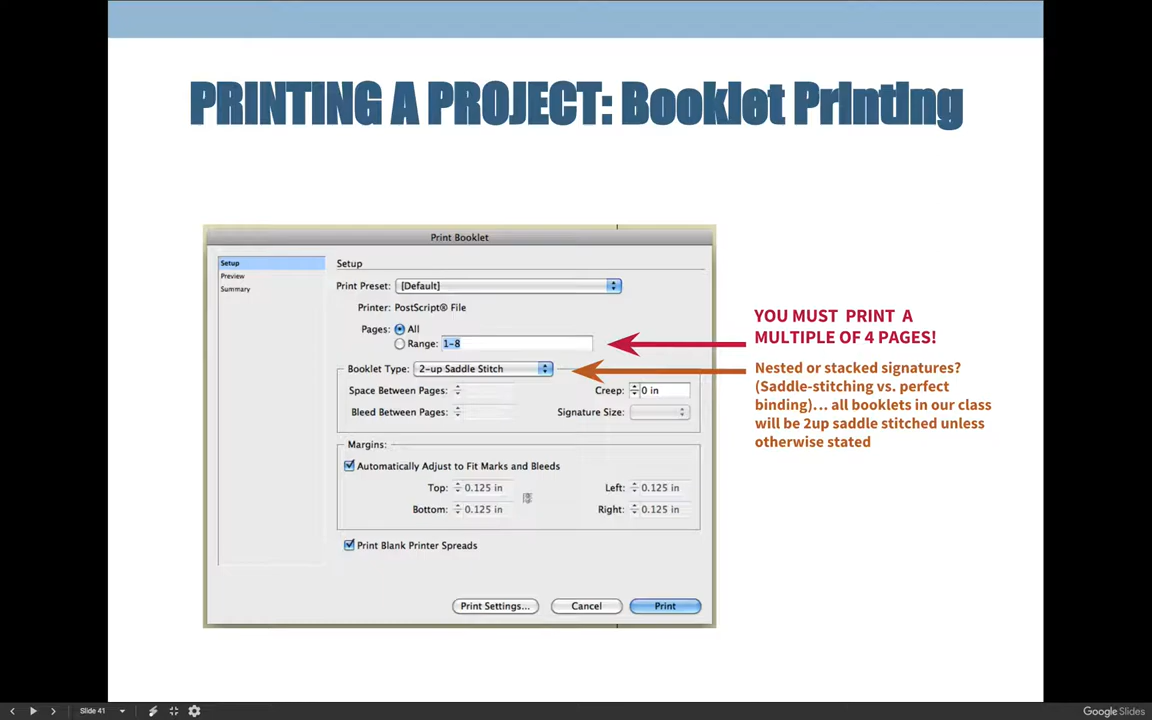 PRINTING A PROJECT: Booklet Printing
Print Booklet
Setup
Preview
Summary
Setup
Print Preset: [Default]
Printer: PostScript® File
Pages: All
Range: 1-8
Booklet Type: 2-up Saddle Stitch
Space Between Pages:
Creep: 0 in
Bleed Between Pages:
Signature Size:
Margins:
Automatically Adjust to Fit Marks and Bleeds
Top: 0.125 in
Left: 0.125 in
Bottom: 0.125 in
Right: 0.125 in
Print Blank Printer Spreads
Print Settings...
Cancel
Print
YOU MUST PRINT A
MULTIPLE OF 4 PAGES!
Nested or stacked signatures?
(Saddle-stitching vs. perfect
binding)... all booklets in our class
will be 2up saddle stitched unless
otherwise stated
Slide 41
Google Slides